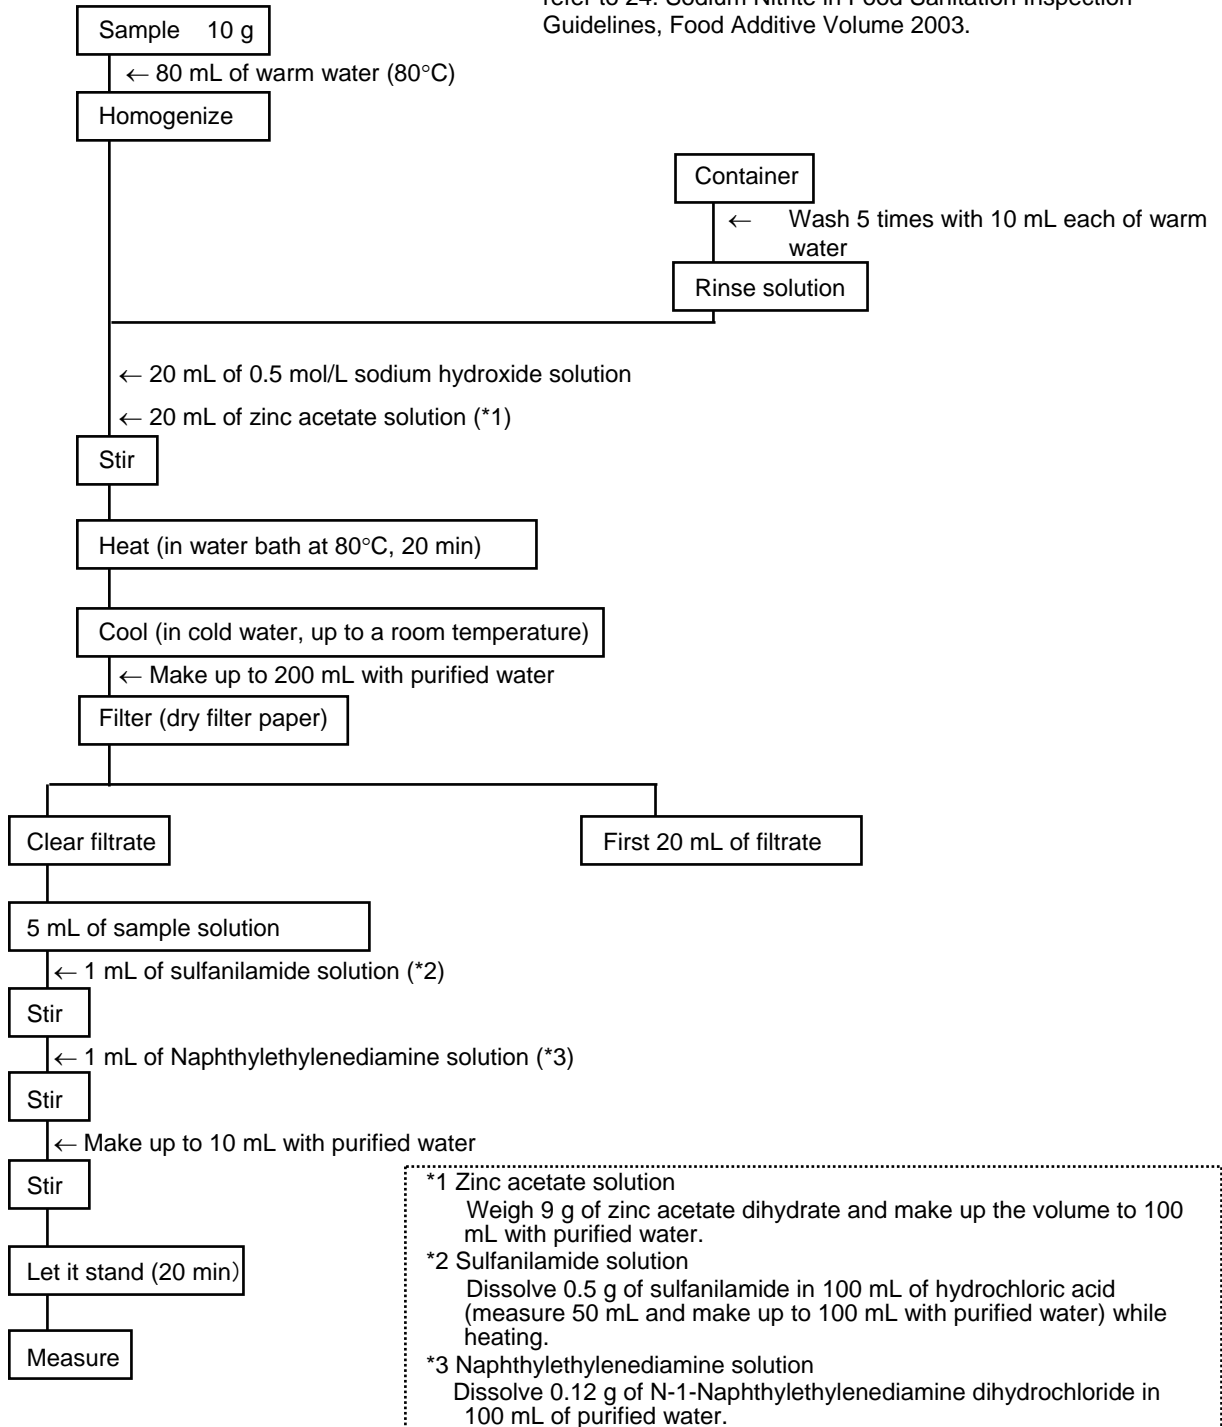 refer to 24. Sodium Nitrite in Food Sanitation Inspection
Guidelines, Food Additive Volume 2003.
Sample 10 g
← 80 mL of warm water (80°C)
Homogenize
Container
← Wash 5 times with 10 mL each of warm
water
Rinse solution
← 20 mL of 0.5 mol/L sodium hydroxide solution
← 20 mL of zinc acetate solution (*1)
Stir
Heat (in water bath at 80°C, 20 min)
Cool (in cold water, up to a room temperature)
← Make up to 200 mL with purified water
Filter (dry filter paper)
Clear filtrate
First 20 mL of filtrate
5 mL of sample solution
← 1 mL of sulfanilamide solution (*2)
Stir
← 1 mL of Naphthylethylenediamine solution (*3)
Stir
← Make up to 10 mL with purified water
Stir
Let it stand (20 min）
Measure
*1 Zinc acetate solution
Weigh 9 g of zinc acetate dihydrate and make up the volume to 100
mL with purified water.
*2 Sulfanilamide solution
Dissolve 0.5 g of sulfanilamide in 100 mL of hydrochloric acid
(measure 50 mL and make up to 100 mL with purified water) while
heating.
*3 Naphthylethylenediamine solution
Dissolve 0.12 g of N-1-Naphthylethylenediamine dihydrochloride in
100 mL of purified water.